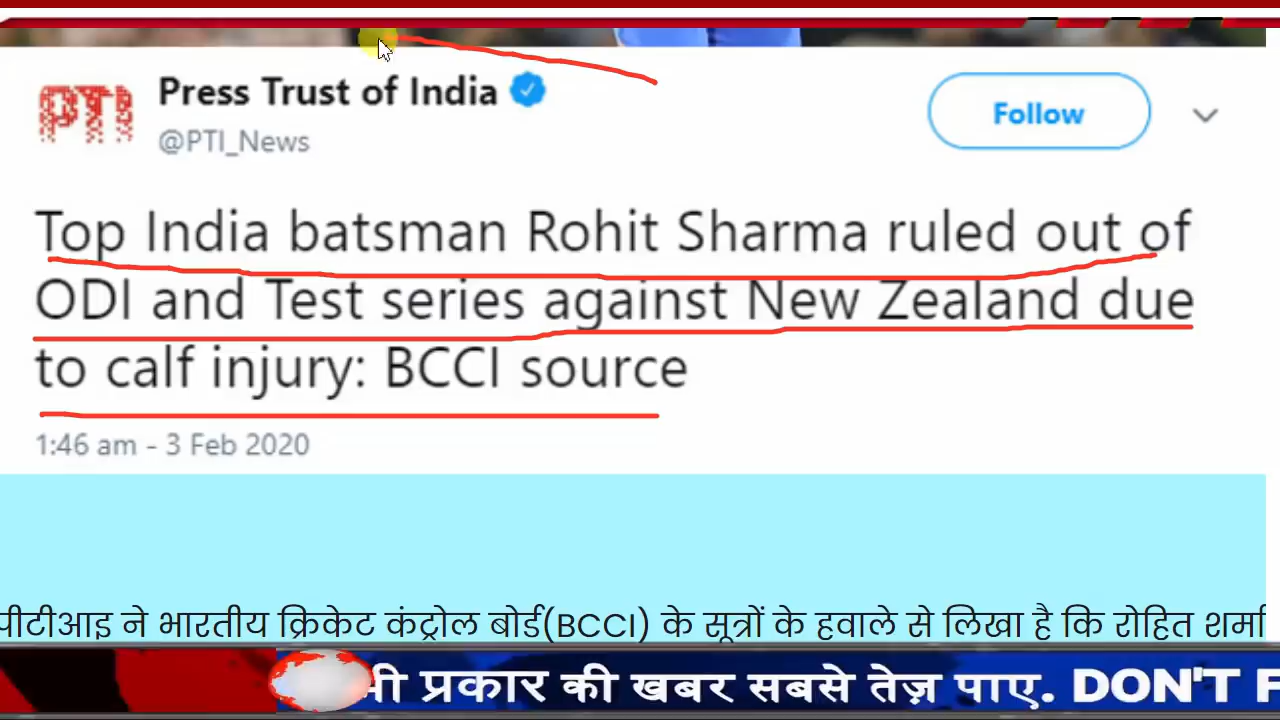 PTI
Press Trust of India
@PTI_News
Follow
Top India batsman Rohit Sharma ruled out of
ODI and Test series against New Zealand due
to calf injury: BCCI source
1:46 am - 3 Feb 2020
पीटीआइ ने भारतीय क्रिकेट कंट्रोल बोर्ड(BCCI) के सूत्रों के हवाले से लिखा है कि रोहित शर्मा
प्रकार की खबर सबसे तेज़ पाए. DON'T